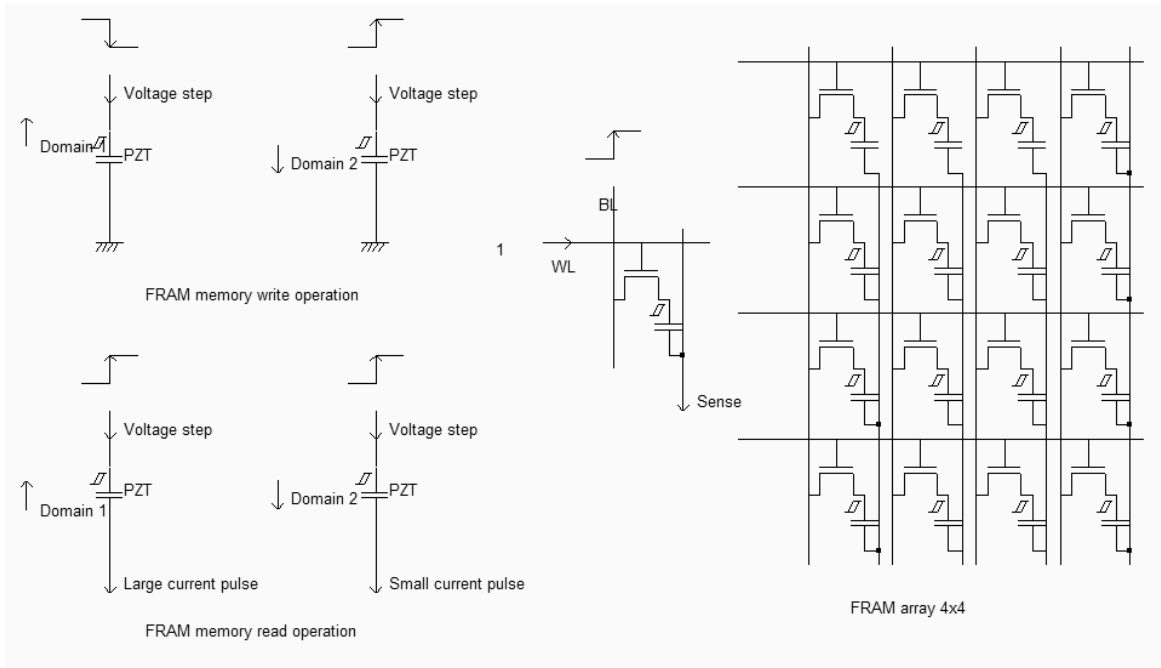 Voltage step
Voltage step
Domain 1
PZT
Domain 2
PZT
FRAM memory write operation
Voltage step
Voltage step
Domain 1
PZT
Domain 2
PZT
Large current pulse
Small current pulse
FRAM memory read operation
BL
1
WL
Sense
FRAM array 4x4